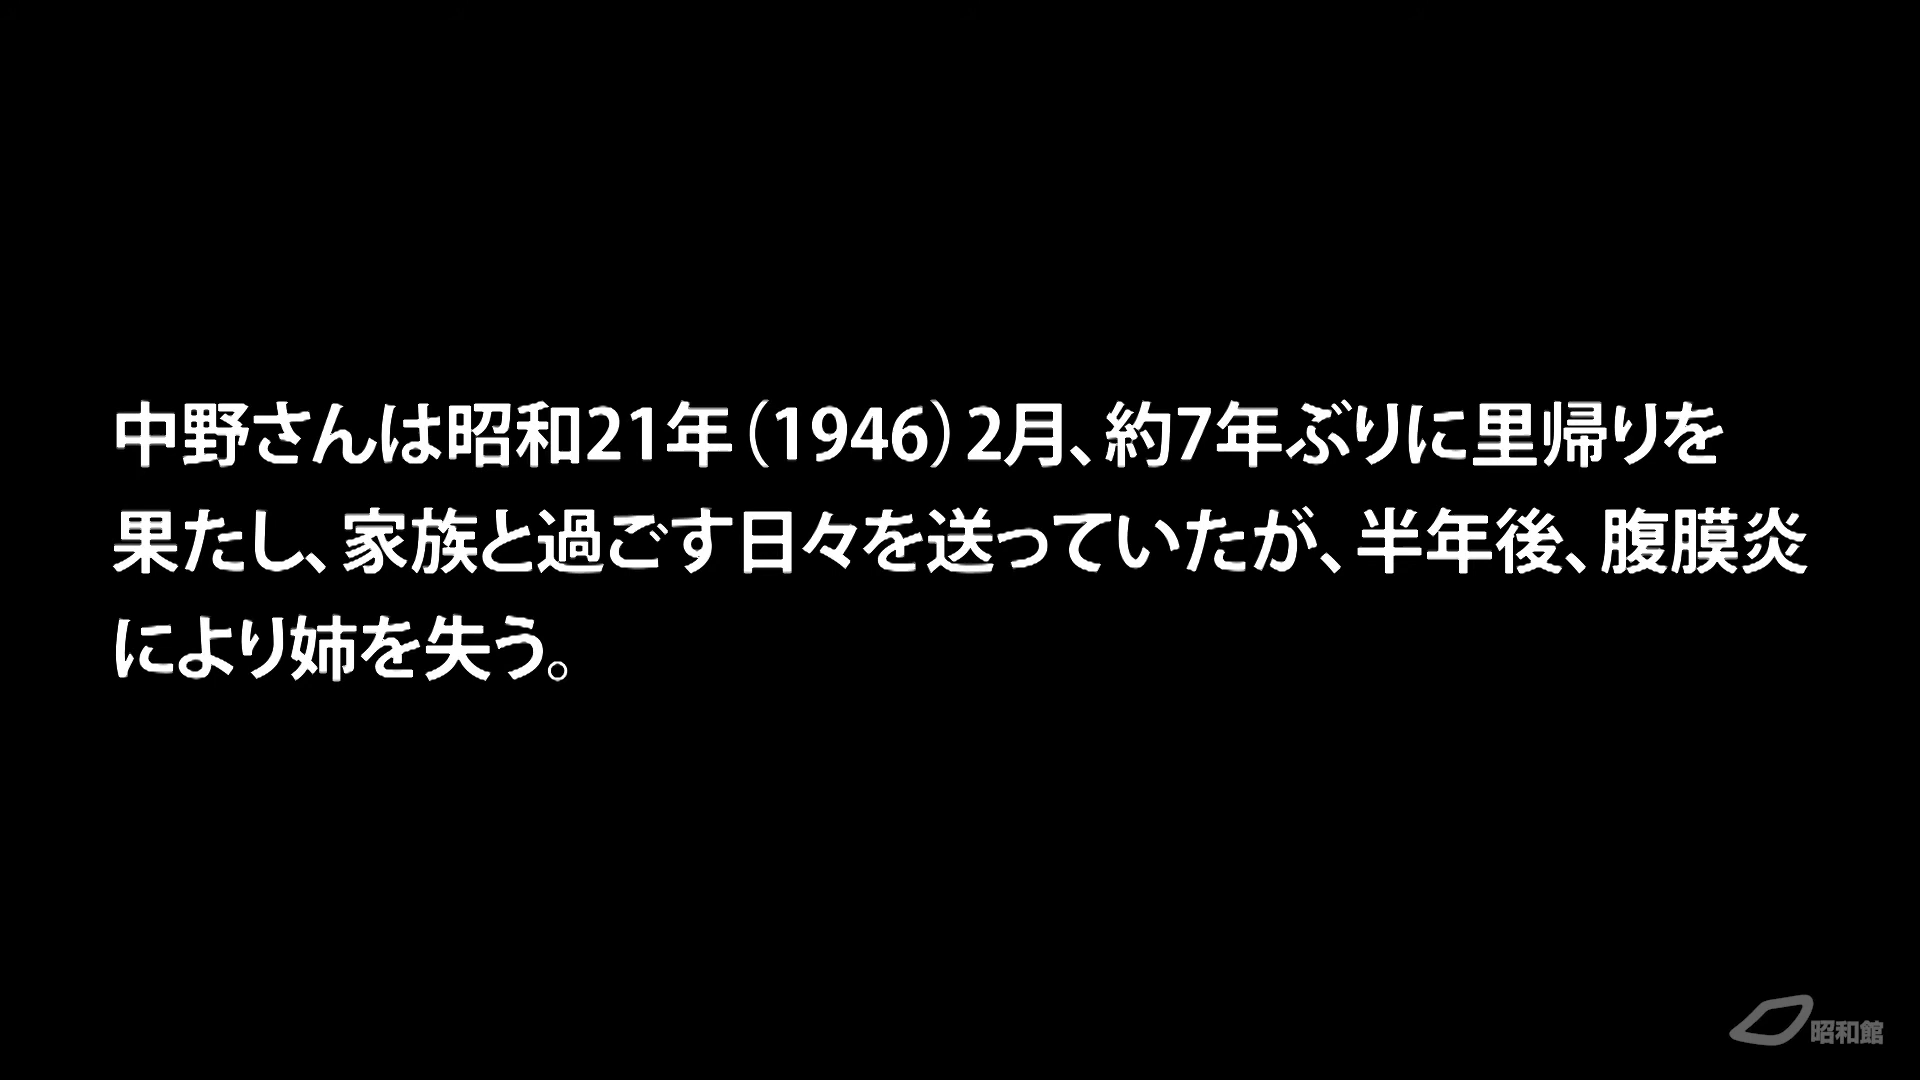 中野さんは昭和21年（1946）2月、約7年ぶりに里帰りを
果たし、家族と過ごす日々を送っていたが、半年後、腹膜炎
により姉を失う。
昭和館